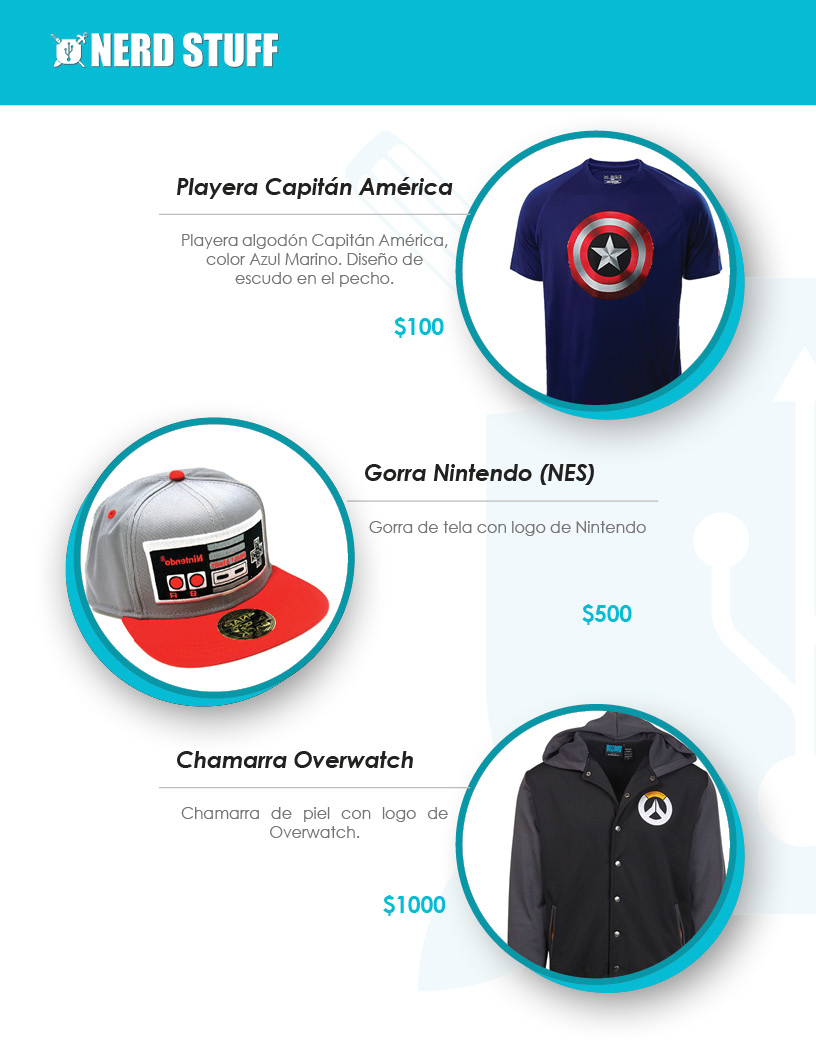 NERD STUFF
Playera Capitán América
Playera algodón Capitán América,
color Azul Marino. Diseño de
escudo en el pecho.
$100
Gorra Nintendo (NES)
Gorra de tela con logo de Nintendo
Nintendo®
B
A
$500
Chamarra Overwatch
Chamarra de piel con logo de
Overwatch.
$1000